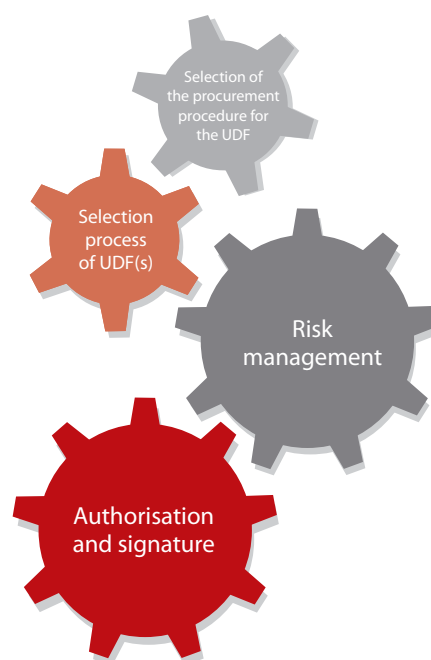 Selection of
the procurement
procedure for
the UDF
Selection
process
of UDF(s)
Risk
management
Authorisation
and signature